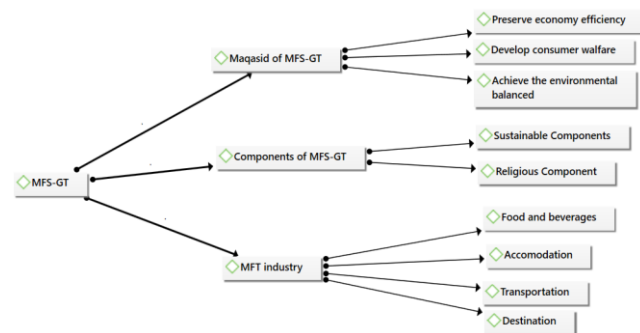 Preserve economy efficiency
Maqasid of MFS-GT
Develop consumer walfare
Achieve the environmental
balanced
Sustainable Components
Components of MFS-GT
Religious Component
MFS-GT
Food and beverages
Accomodation
MFT industry
Transportation
Destination